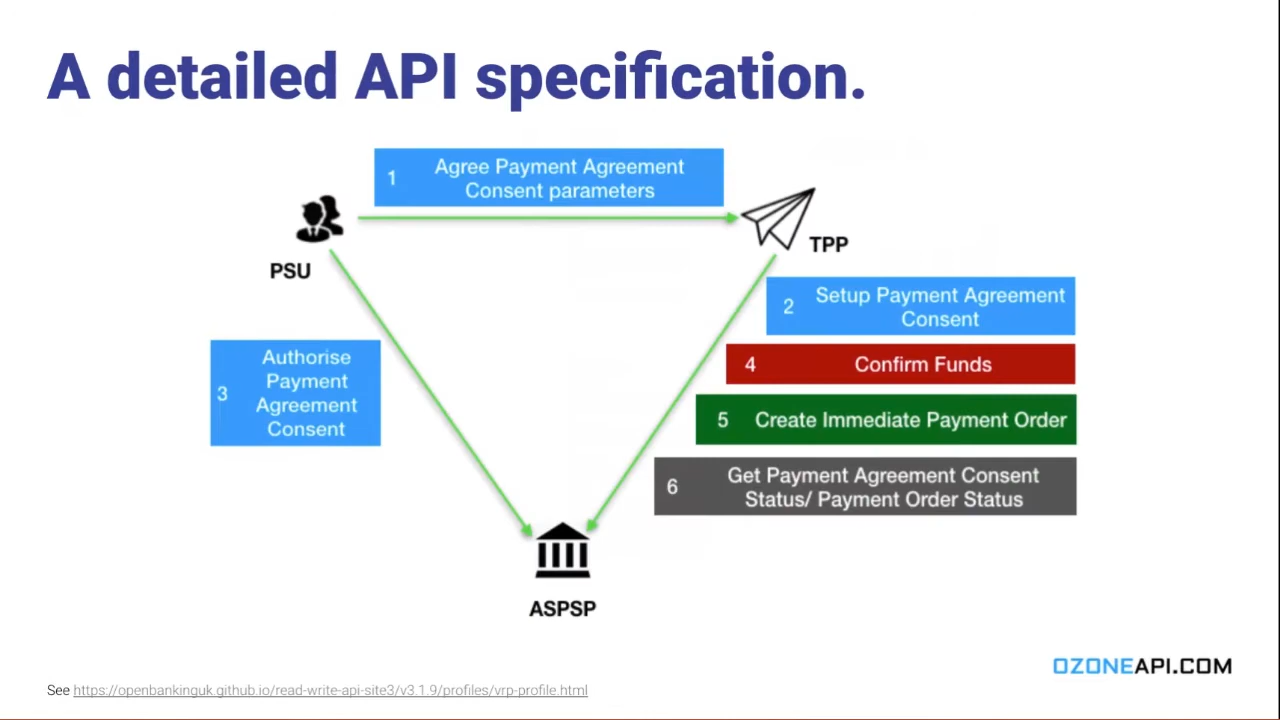 A detailed API specification.
1
Agree Payment Agreement
Consent parameters
PSU
TPP
2
Setup Payment Agreement
Consent
3
Authorise
Payment
Agreement
Consent
4 Confirm Funds
5 Create Immediate Payment Order
6
Get Payment Agreement Consent
Status/ Payment Order Status
ASPSP
OZONEAPI.COM
See https://openbankinguk.github.io/read-write-api-site3/v3.1.9/profiles/vrp-profile.html